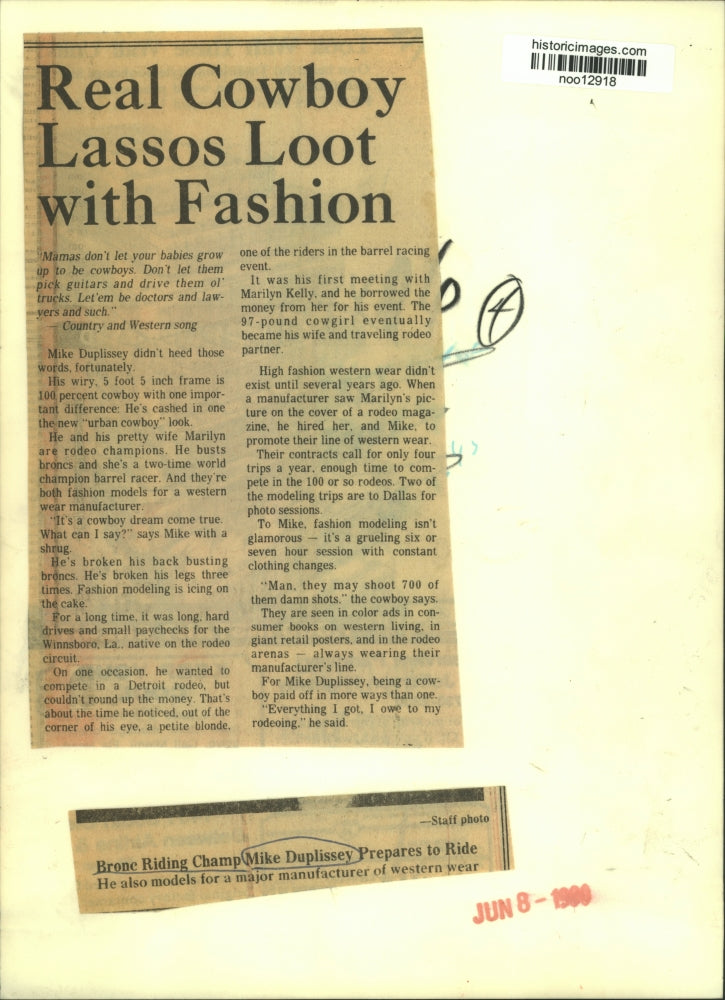 historicimages.com
noo12918
Real Cowboy
Lassos Loot
with Fashion
"Mamas don't let your babies grow
up to be cowboys. Don't let them
pick guitars and drive them ol'
trucks. Let'em be doctors and law-
yers and such."
— Country and Western song
Mike Duplissey didn't heed those
words, fortunately.
His wiry, 5 foot 5 inch frame is
100 percent cowboy with one impor-
tant difference: He's cashed in one
the new "urban cowboy" look.
He and his pretty wife Marilyn
are rodeo champions. He busts
broncs and she's a two-time world
champion barrel racer. And they're
both fashion models for a western
wear manufacturer.
"It's a cowboy dream come true.
What can I say?" says Mike with a
shrug.
He's broken his back busting
broncs. He's broken his legs three
times. Fashion modeling is icing on
the cake.
For a long time, it was long, hard
drives and small paychecks for the
Winnsboro, La., native on the rodeo
circuit.
On one occasion, he wanted to
compete in a Detroit rodeo, but
couldn't round up the money. That's
about the time he noticed, out of the
corner of his eye, a petite blonde,
one of the riders in the barrel racing
event.
It was his first meeting with
Marilyn Kelly, and he borrowed the
money from her for his event. The
97-pound cowgirl eventually
became his wife and traveling rodeo
partner.
High fashion western wear didn't
exist until several years ago. When
a manufacturer saw Marilyn's pic-
ture on the cover of a rodeo maga-
zine, he hired her, and Mike, to
promote their line of western wear.
Their contracts call for only four
trips a year, enough time to com-
pete in the 100 or so rodeos. Two of
the modeling trips are to Dallas for
photo sessions.
To Mike, fashion modeling isn't
glamorous — it's a grueling six or
seven hour session with constant
clothing changes.
"Man, they may shoot 700 of
them damn shots," the cowboy says.
They are seen in color ads in con-
sumer books on western living, in
giant retail posters, and in the rodeo
arenas — always wearing their
manufacturer's line.
For Mike Duplissey, being a cow-
boy paid off in more ways than one.
"Everything I got, I owe to my
rodeoing," he said.
4
—Staff photo
Bronc Riding Champ Mike Duplissey Prepares to Ride
He also models for a major manufacturer of western wear
JUN 8 -